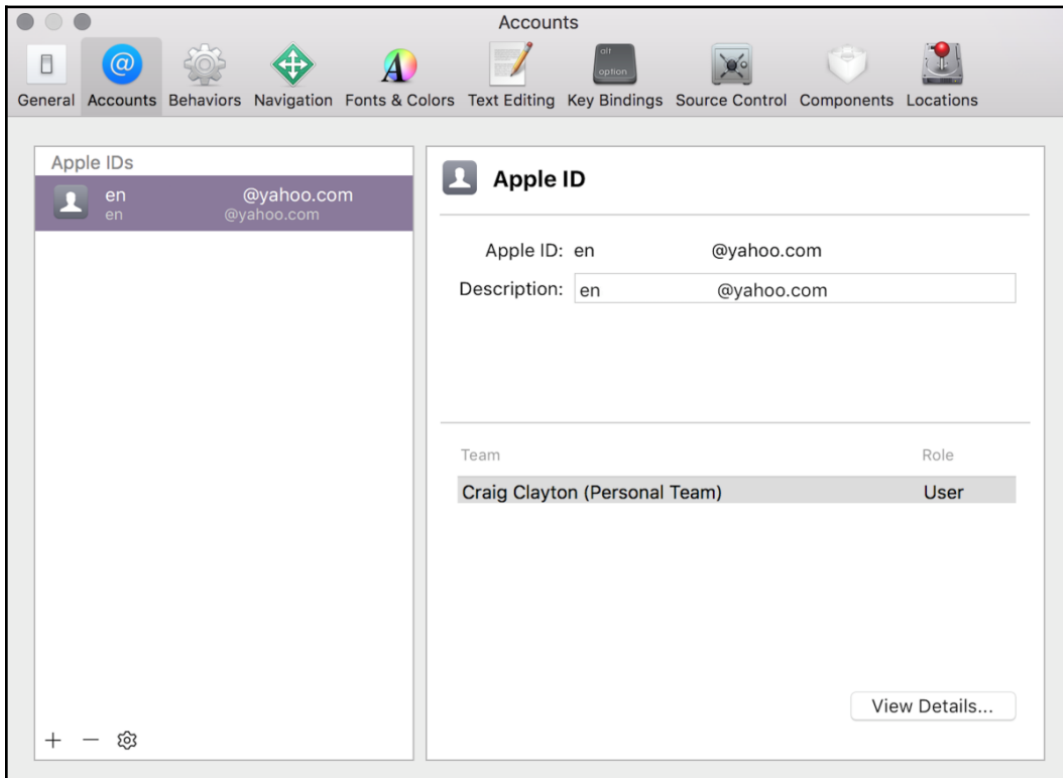 Accounts
alt
option
General Accounts Behaviors Navigation Fonts & Colors Text Editing Key Bindings Source Control Components Locations
Apple IDs
en @yahoo.com
en @yahoo.com
Apple ID
Apple ID: en @yahoo.com
Description: en @yahoo.com
Team Role
Craig Clayton (Personal Team) User
View Details...